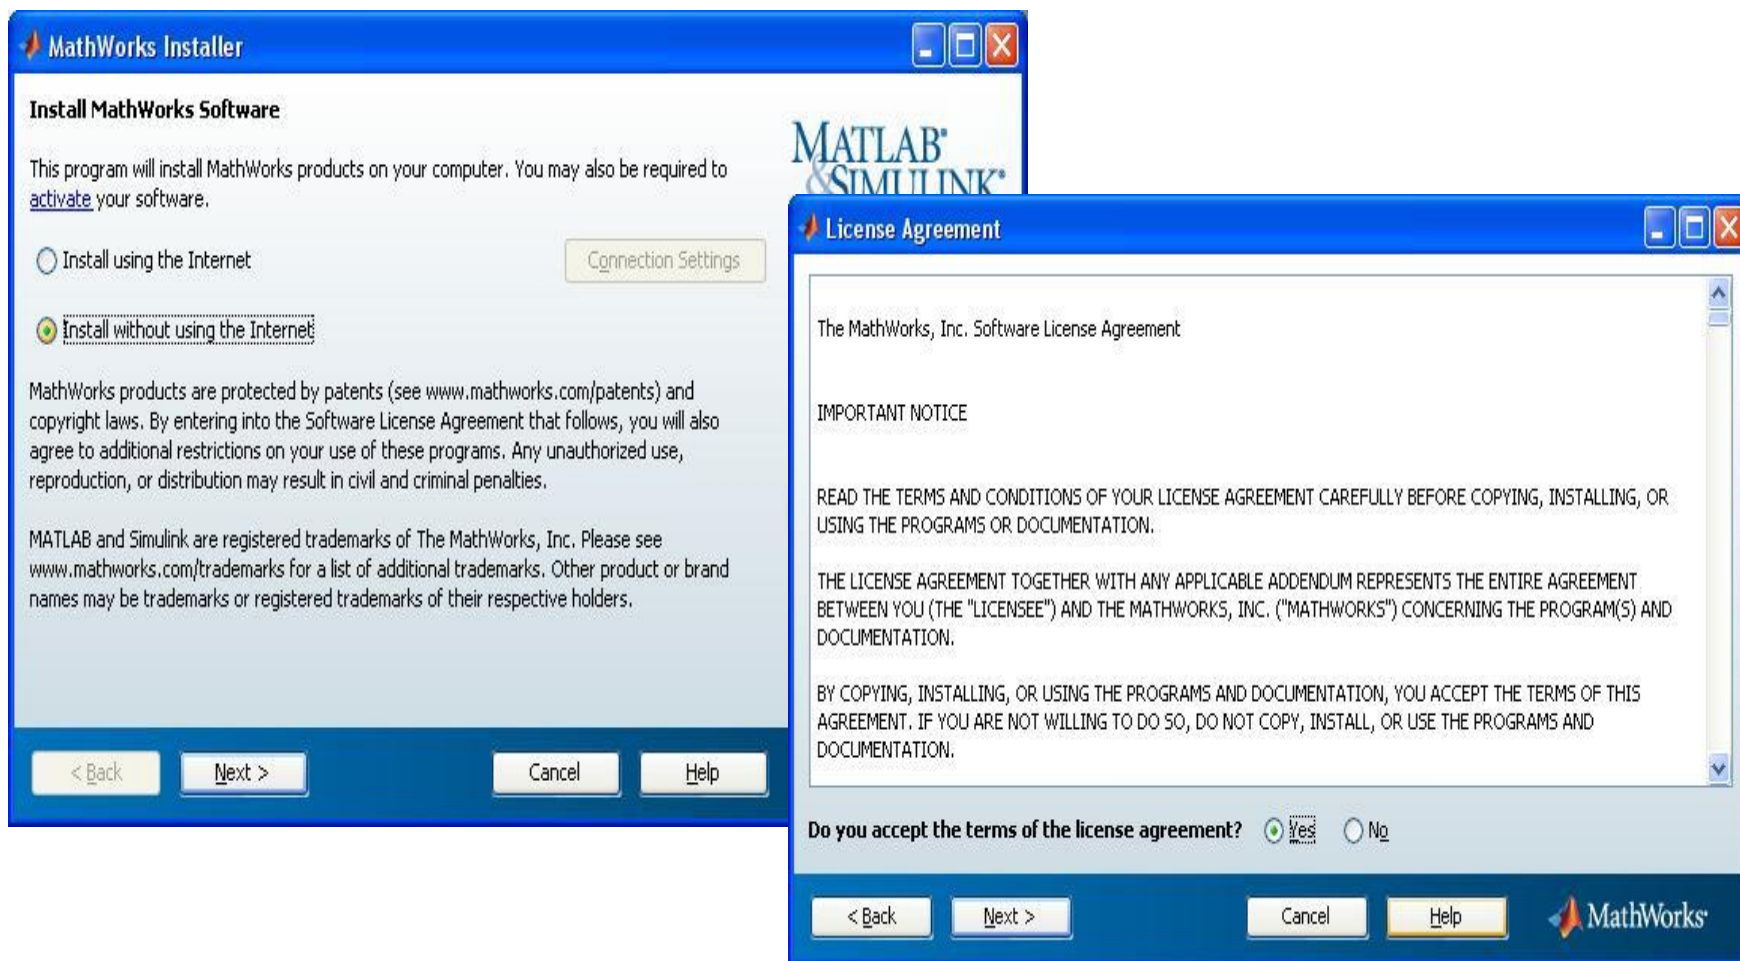 MathWorks Installer
Install MathWorks Software
This program will install MathWorks products on your computer. You may also be required to
activate your software.
Install using the Internet
Connection Settings
Install without using the Internet
MathWorks products are protected by patents (see www.mathworks.com/patents) and
copyright laws. By entering into the Software License Agreement that follows, you will also
agree to additional restrictions on your use of these programs. Any unauthorized use,
reproduction, or distribution may result in civil and criminal penalties.
MATLAB and Simulink are registered trademarks of The MathWorks, Inc. Please see
www.mathworks.com/trademarks for a list of additional trademarks. Other product or brand
names may be trademarks or registered trademarks of their respective holders.
MATLAB®
&SIMULINK®
< Back
Next >
Cancel
Help
License Agreement
The MathWorks, Inc. Software License Agreement
IMPORTANT NOTICE
READ THE TERMS AND CONDITIONS OF YOUR LICENSE AGREEMENT CAREFULLY BEFORE COPYING, INSTALLING, OR
USING THE PROGRAMS OR DOCUMENTATION.
THE LICENSE AGREEMENT TOGETHER WITH ANY APPLICABLE ADDENDUM REPRESENTS THE ENTIRE AGREEMENT
BETWEEN YOU (THE "LICENSEE") AND THE MATHWORKS, INC. ("MATHWORKS") CONCERNING THE PROGRAM(S) AND
DOCUMENTATION.
BY COPYING, INSTALLING, OR USING THE PROGRAMS AND DOCUMENTATION, YOU ACCEPT THE TERMS OF THIS
AGREEMENT. IF YOU ARE NOT WILLING TO DO SO, DO NOT COPY, INSTALL, OR USE THE PROGRAMS AND
DOCUMENTATION.
Do you accept the terms of the license agreement? Yes No
< Back
Next >
Cancel
Help
MathWorks®